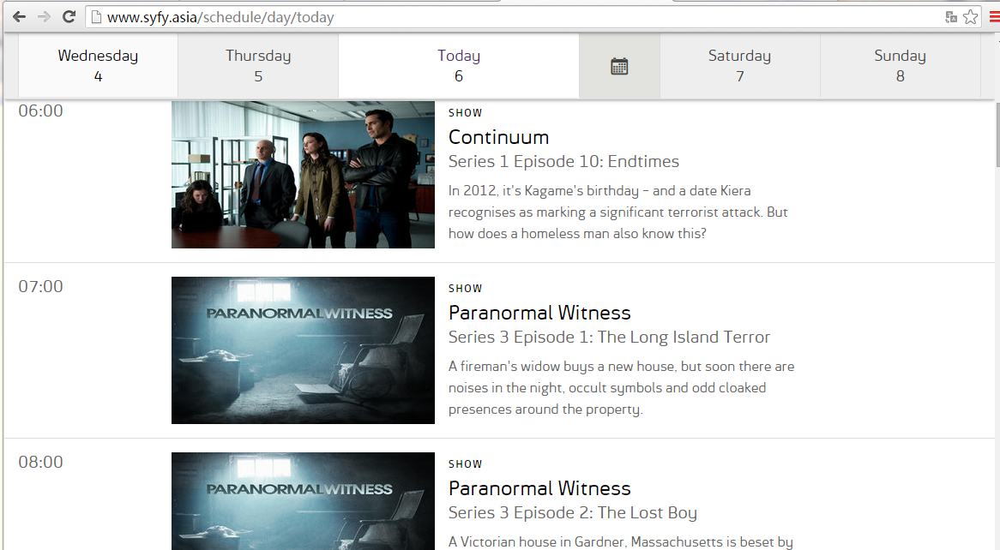 www.syfy.asia/schedule/day/today
Wednesday
4
Thursday
5
Today
6
Saturday
7
Sunday
8
06:00
SHOW
Continuum
Series 1 Episode 10: Endtimes
In 2012, it's Kagame's birthday – and a date Kiera
recognises as marking a significant terrorist attack. But
how does a homeless man also know this?
07:00
PARANORMALWITNESS
SHOW
Paranormal Witness
Series 3 Episode 1: The Long Island Terror
A fireman's widow buys a new house, but soon there are
noises in the night, occult symbols and odd cloaked
presences around the property.
08:00
PARANORMALWITNESS
SHOW
Paranormal Witness
Series 3 Episode 2: The Lost Boy
A Victorian house in Gardner, Massachusetts is beset by